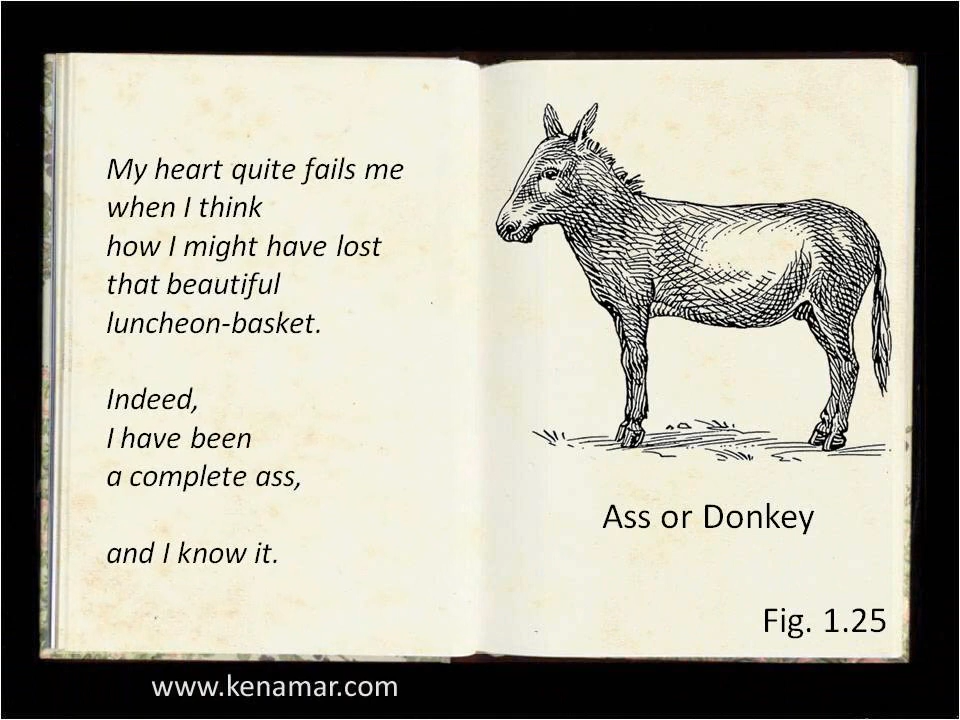 My heart quite fails me
when I think
how I might have lost
that beautiful
luncheon-basket.
Indeed,
I have been
a complete ass,
and I know it.
Ass or Donkey
Fig. 1.25
www.kenamar.com